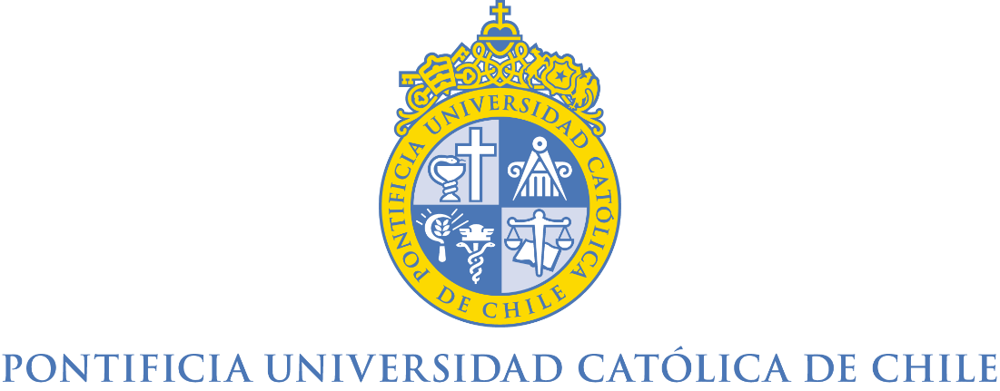 PONTIFICIA UNIVERSIDAD CATÓLICA
DE CHILE
PONTIFICIA UNIVERSIDAD CATÓLICA DE CHILE